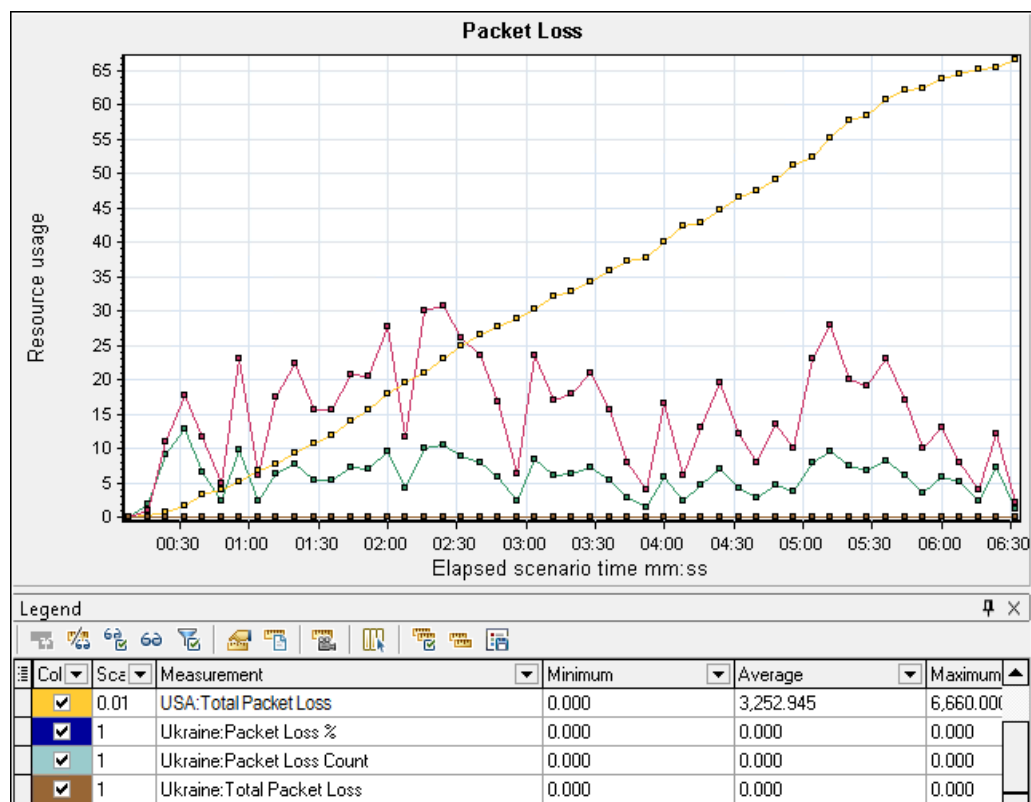 Packet Loss
65
60
55
50
45
40
35
30
25
20
15
10
5
0
Resource usage
00:30 01:00 01:30 02:00 02:30 03:00 03:30 04:00 04:30 05:00 05:30 06:00 06:30
Elapsed scenario time mm:ss
Legend
Col Sca Measurement Minimum Average Maximum
0.01 USA:Total Packet Loss 0.000 3,252.945 6,660.000
1 Ukraine:Packet Loss % 0.000 0.000 0.000
1 Ukraine:Packet Loss Count 0.000 0.000 0.000
1 Ukraine:Total Packet Loss 0.000 0.000 0.000